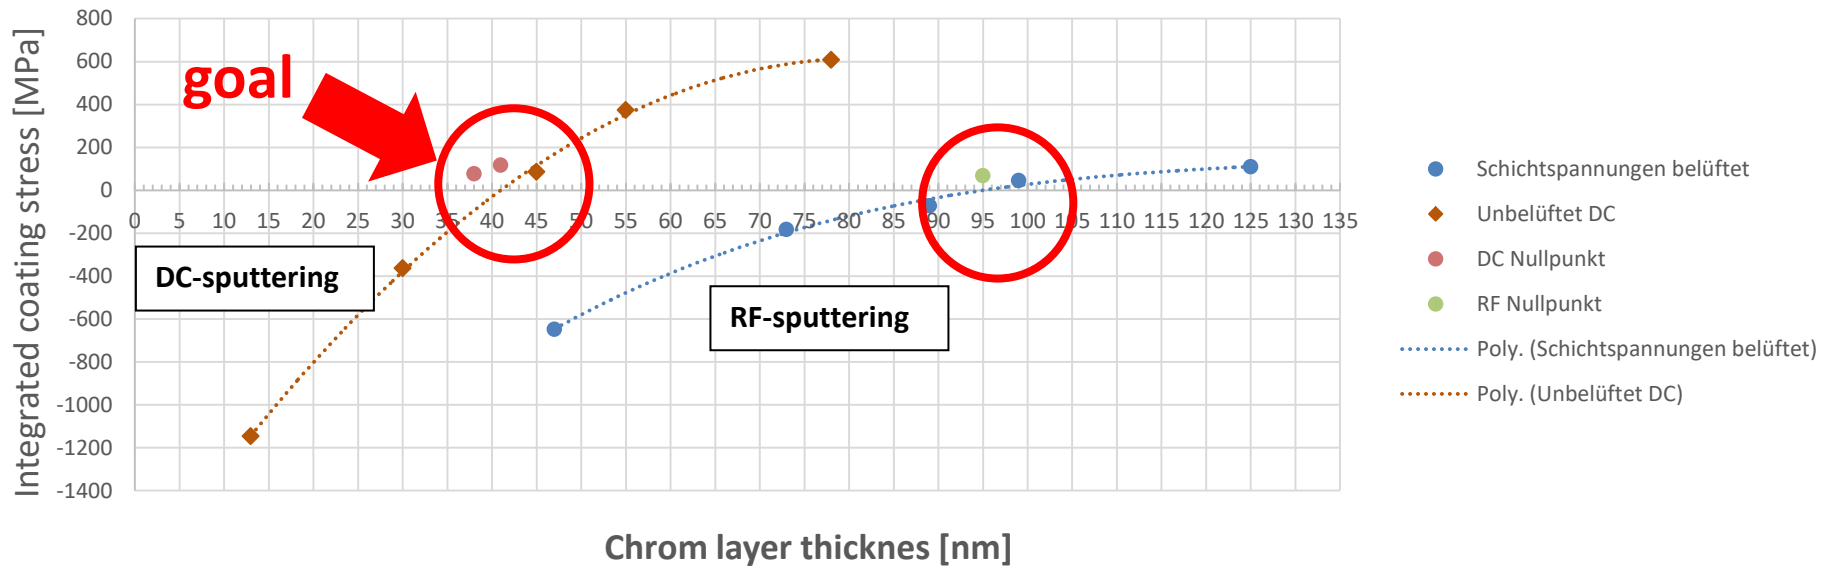 Integrated coating stress [MPa]
800
600
400
200
0
-200
-400
-600
-800
-1000
-1200
-1400
goal
0 5 10 15 20 25 30 35 40 45 50 55 60 65 70 75 80 85 90 95 100 105 110 115 120 125 130 135
DC-sputtering
RF-sputtering
Chrom layer thicknes [nm]
Schichtspannungen belüftet
Unbelüftet DC
DC Nullpunkt
RF Nullpunkt
Poly. (Schichtspannungen belüftet)
Poly. (Unbelüftet DC)